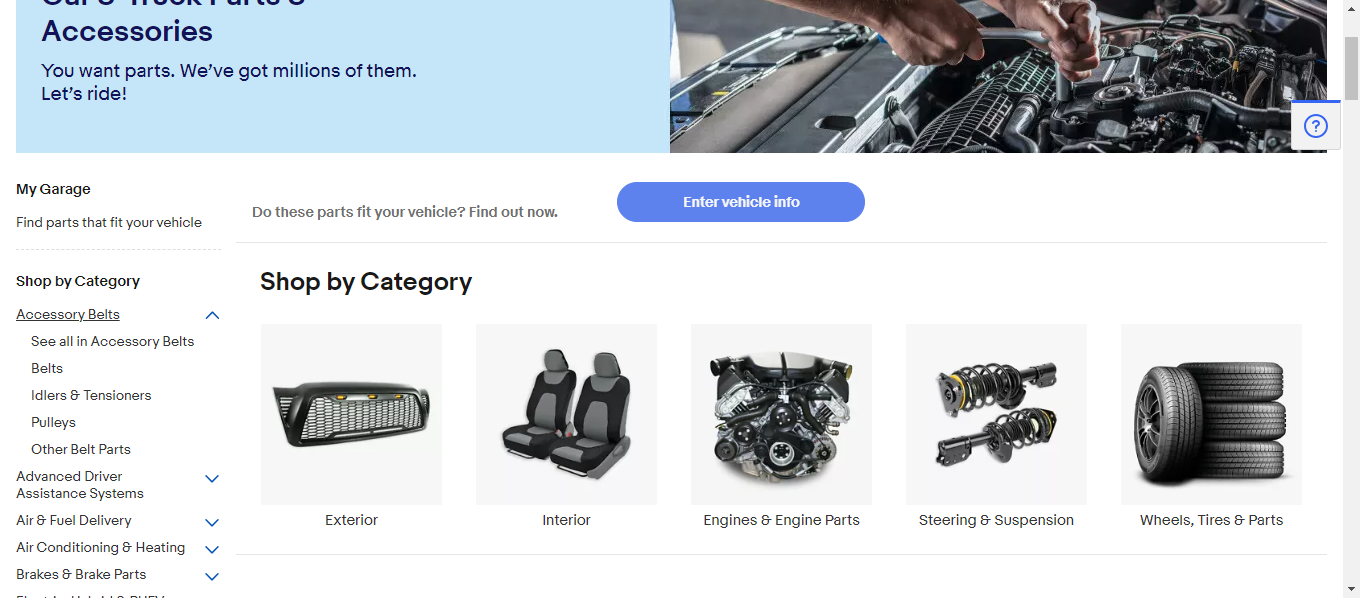 Car & Truck Parts &
Accessories
You want parts. We’ve got millions of them.
Let’s ride!
?
My Garage
Find parts that fit your vehicle
Do these parts fit your vehicle? Find out now.
Enter vehicle info
Shop by Category
Accessory Belts
See all in Accessory Belts
Belts
Idlers & Tensioners
Pulleys
Other Belt Parts
Advanced Driver
Assistance Systems
Air & Fuel Delivery
Air Conditioning & Heating
Brakes & Brake Parts
Shop by Category
Exterior
Interior
Engines & Engine Parts
Steering & Suspension
Wheels, Tires & Parts